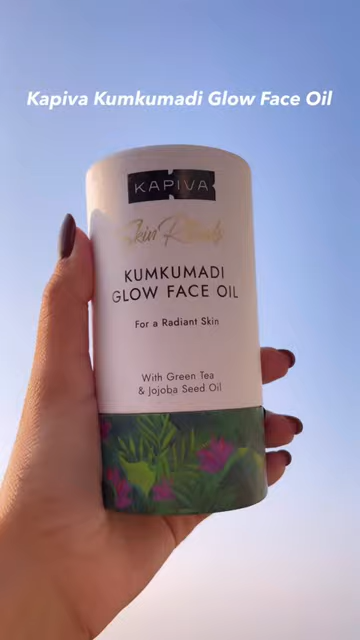 Kapiva Kumkumadi Glow Face Oil
KAPIVA
Skin Rituals
KUMKUMADI
GLOW FACE OIL
For a Radiant Skin
With Green Tea
& Jojoba Seed Oil